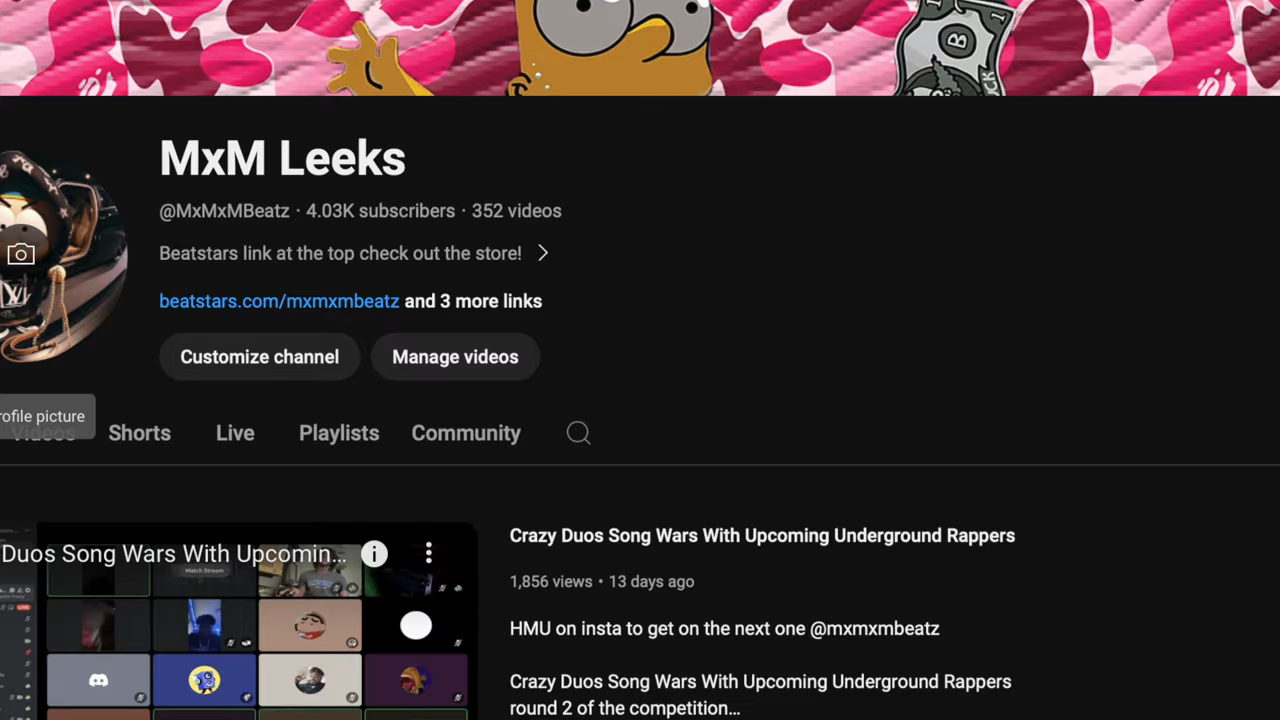 MxM Leeks
@MxMxMBeatz · 4.03K subscribers · 352 videos
Beatstars link at the top check out the store!
beatstars.com/mxmxmbeatz and 3 more links
Customize channel Manage videos
rofile picture
Videos Shorts Live Playlists Community
Duos Song Wars With Upcomin...
Watch Stream
LIVE
Crazy Duos Song Wars With Upcoming Underground Rappers
1,856 views • 13 days ago
HMU on insta to get on the next one @mxmxmbeatz
Crazy Duos Song Wars With Upcoming Underground Rappers
round 2 of the competition...